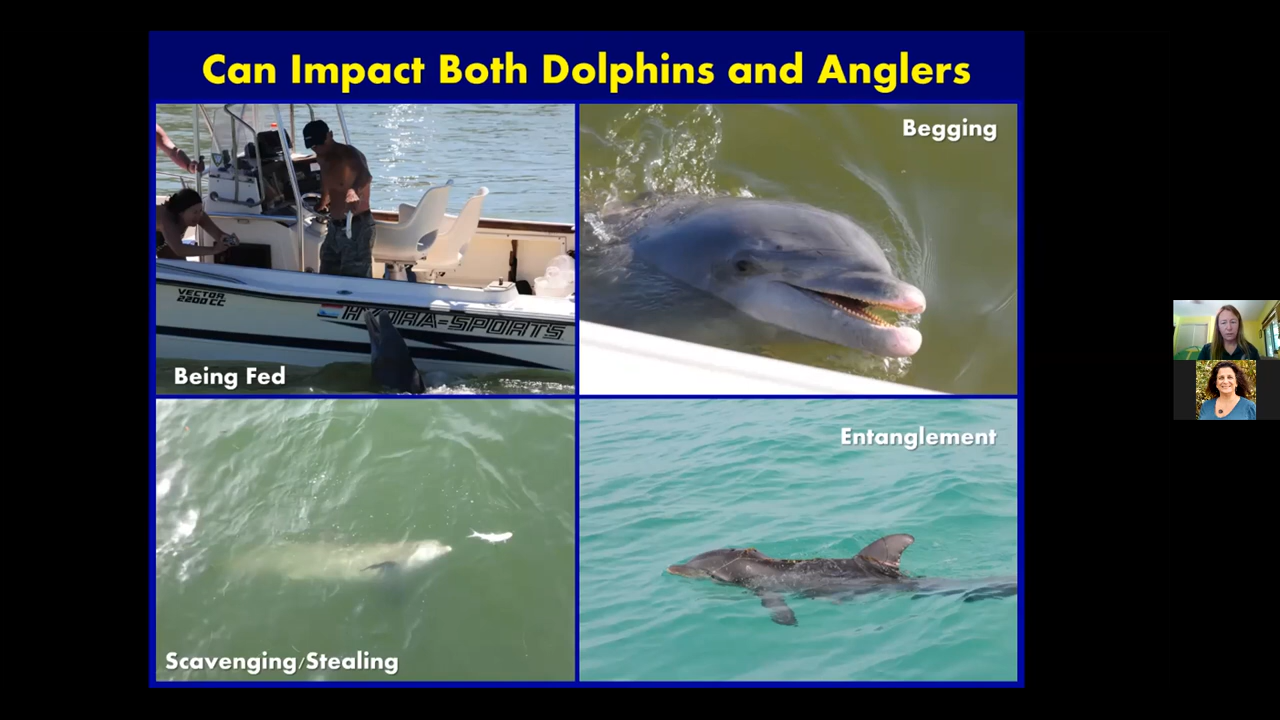 Can Impact Both Dolphins and Anglers
Begging
VECTOR
2200 CC
HYDRA-SPORTS
Being Fed
Entanglement
Scavenging/Stealing